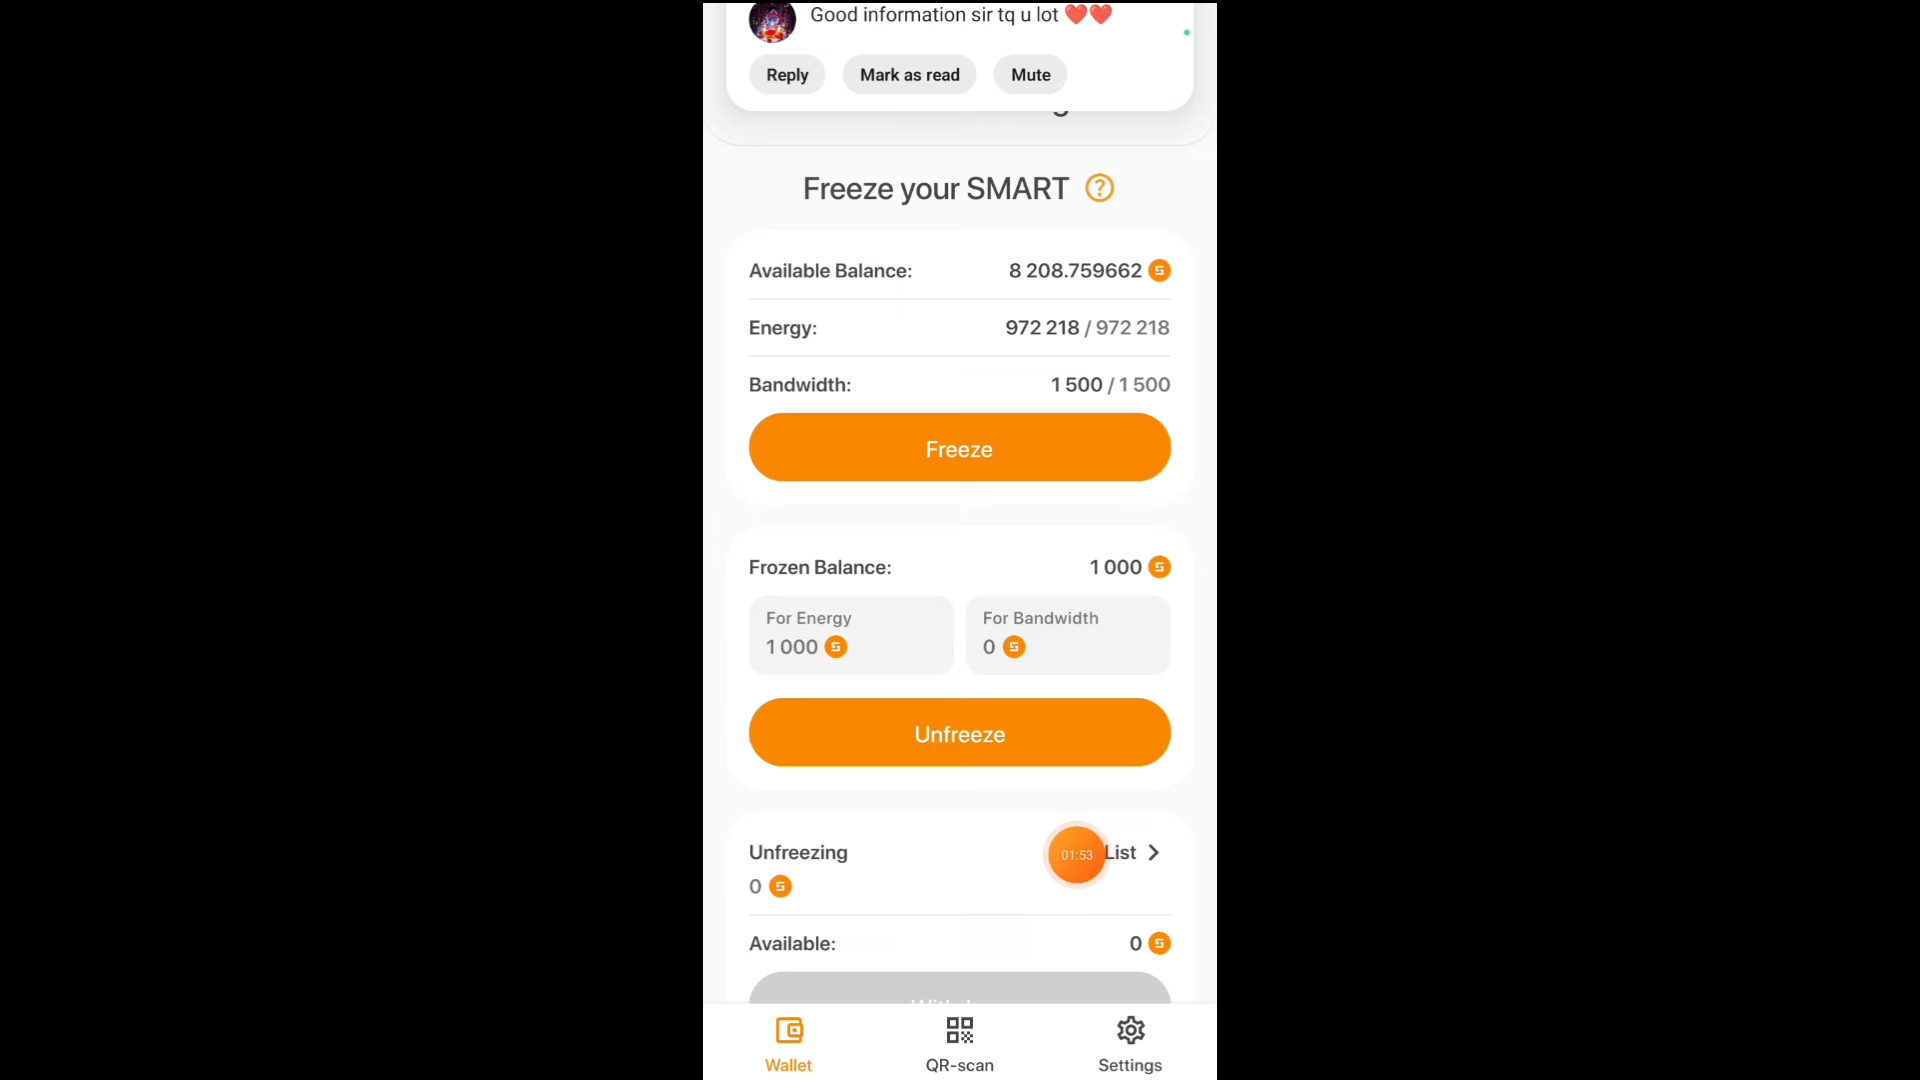 Good information sir tq u lot ❤️❤️
Reply Mark as read Mute
Freeze your SMART ?
Available Balance: 8 208.759662 S
Energy: 972 218 / 972 218
Bandwidth: 1 500 / 1 500
Freeze
Frozen Balance: 1 000 S
For Energy For Bandwidth
1 000 S 0 S
Unfreeze
Unfreezing 01:53 List
0 S
Available: 0 S
Wallet QR-scan Settings